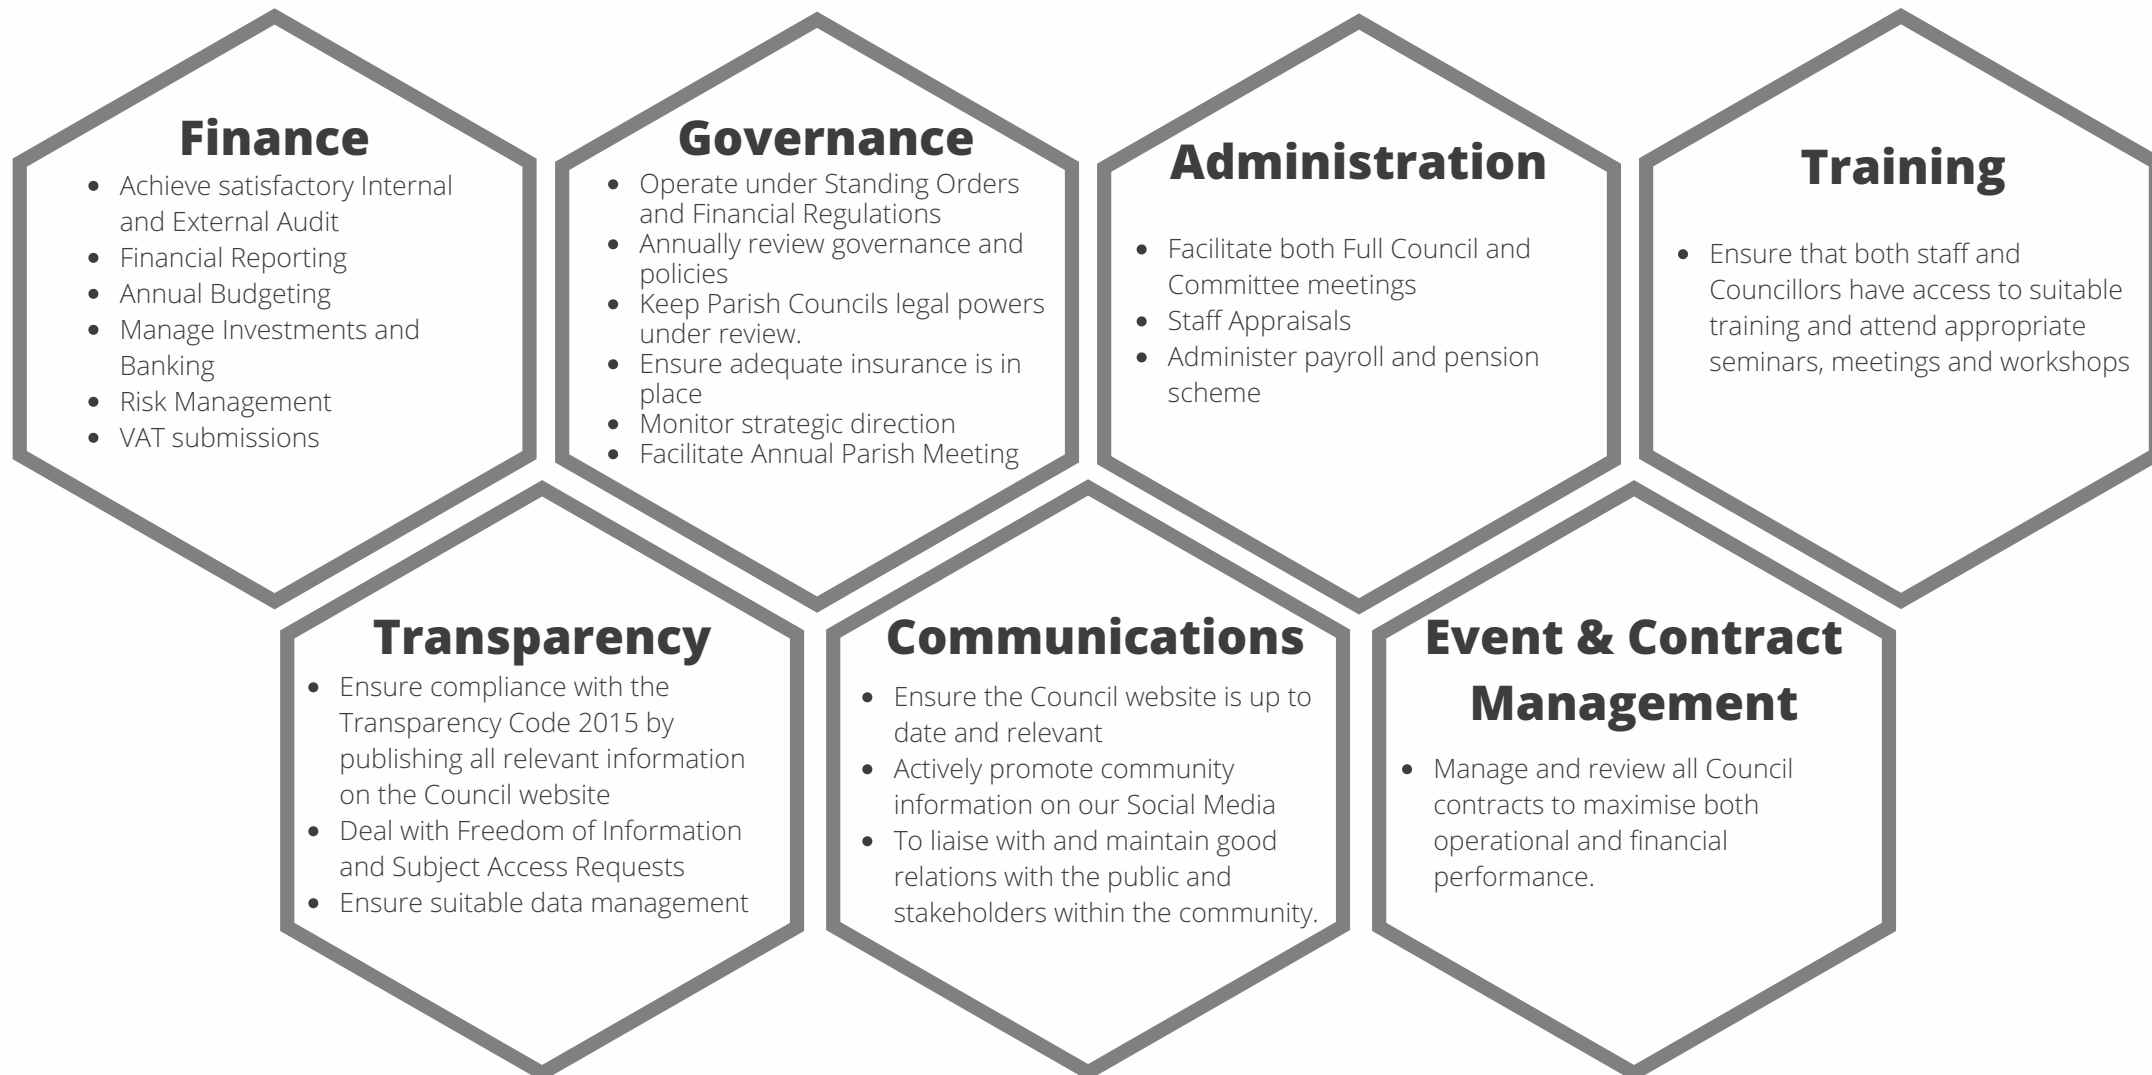 Finance
• Achieve satisfactory Internal
and External Audit
• Financial Reporting
• Annual Budgeting
• Manage Investments and
Banking
• Risk Management
• VAT submissions
Governance
• Operate under Standing Orders
and Financial Regulations
• Annually review governance and
policies
• Keep Parish Councils legal powers
under review.
• Ensure adequate insurance is in
place
• Monitor strategic direction
• Facilitate Annual Parish Meeting
Administration
• Facilitate both Full Council and
Committee meetings
• Staff Appraisals
• Administer payroll and pension
scheme
Training
• Ensure that both staff and
Councillors have access to suitable
training and attend appropriate
seminars, meetings and workshops
Transparency
• Ensure compliance with the
Transparency Code 2015 by
publishing all relevant information
on the Council website
• Deal with Freedom of Information
and Subject Access Requests
• Ensure suitable data management
Communications
• Ensure the Council website is up to
date and relevant
• Actively promote community
information on our Social Media
• To liaise with and maintain good
relations with the public and
stakeholders within the community.
Event & Contract
Management
• Manage and review all Council
contracts to maximise both
operational and financial
performance.